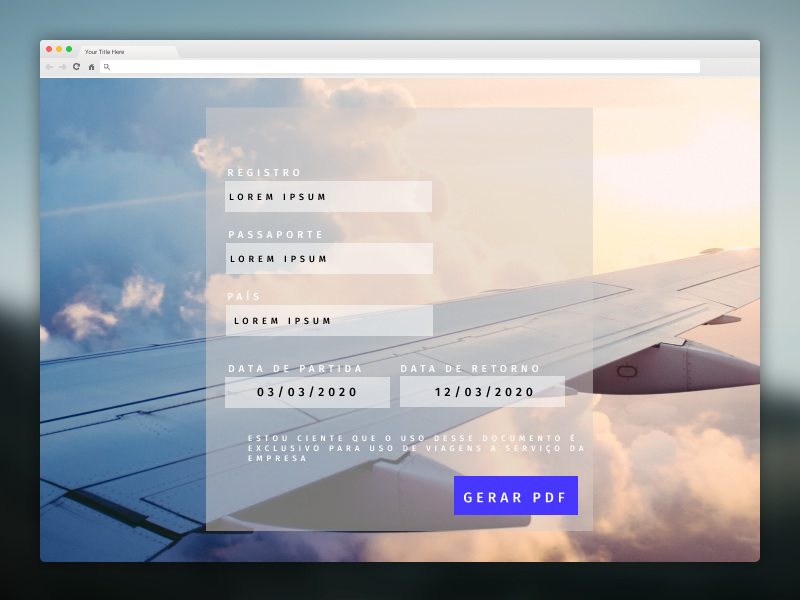 Your Title Here
REGISTRO
LOREM IPSUM
PASSAPORTE
LOREM IPSUM
PAÍS
LOREM IPSUM
DATA DE PARTIDA
DATA DE RETORNO
03/03/2020
12/03/2020
ESTOU CIENTE QUE O USO DESSE DOCUMENTO É
EXCLUSIVO PARA USO DE VIAGENS A SERVIÇO DA
EMPRESA
GERAR PDF